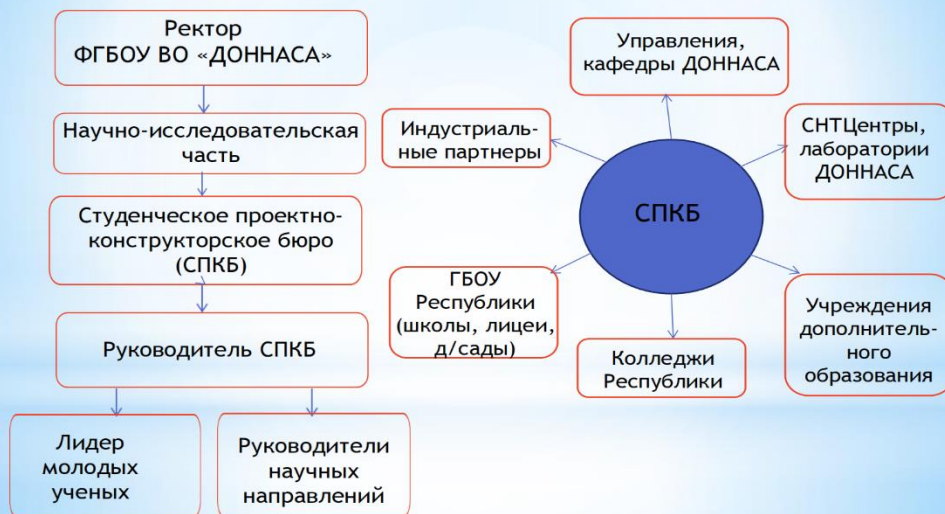 Ректор
ФГБОУ ВО «ДОННАСА»
Научно-исследовательская
часть
Студенческое проектно-
конструкторское бюро
(СПКБ)
Руководитель СПКБ
Лидер
молодых
ученых
Руководители
научных
направлений
Управления,
кафедры ДОННАСА
Индустриаль-
ные партнеры
СНТЦентры,
лаборатории
ДОННАСА
СПКБ
ГБОУ
Республики
(школы, лицеи,
д/сады)
Колледжи
Республики
Учреждения
дополнитель-
ного
образования